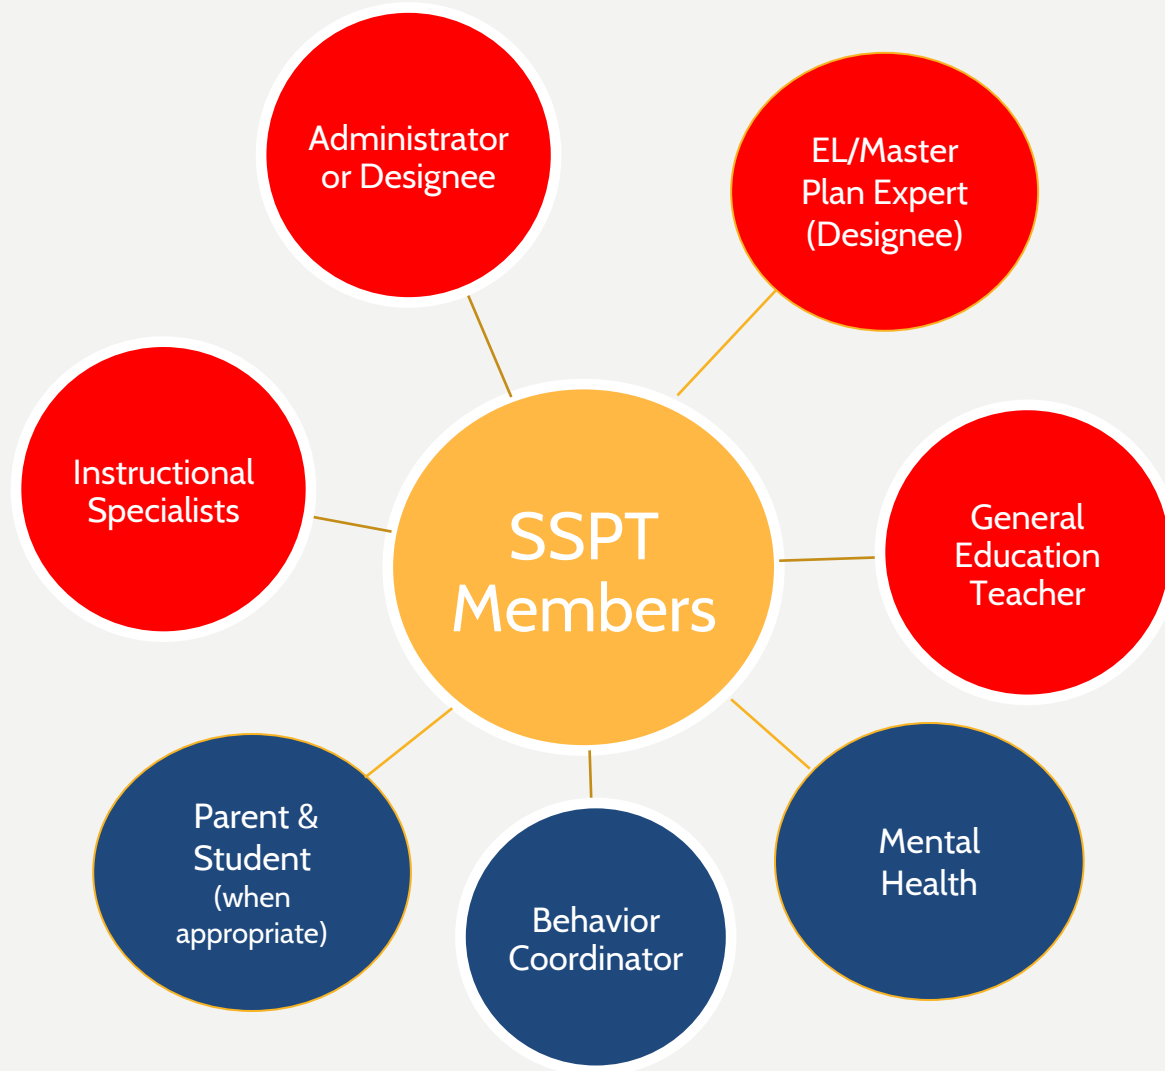 Administrator
or Designee
EL/Master
Plan Expert
(Designee)
Instructional
Specialists
SSPT
Members
General
Education
Teacher
Parent &
Student
(when
appropriate)
Behavior
Coordinator
Mental
Health